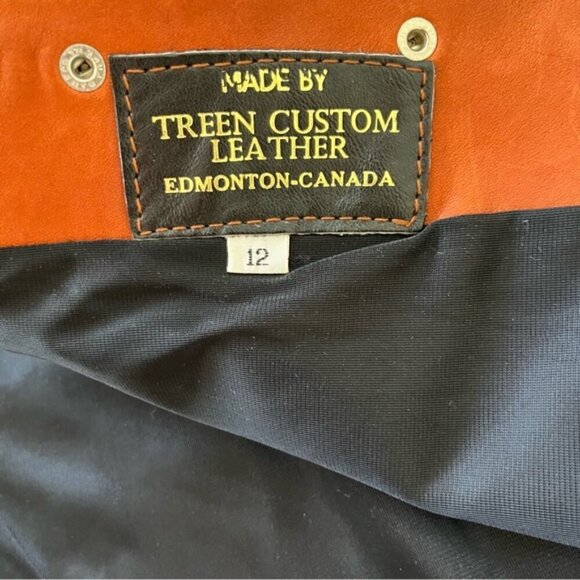 MADE BY
TREEN CUSTOM
LEATHER
EDMONTON-CANADA
12